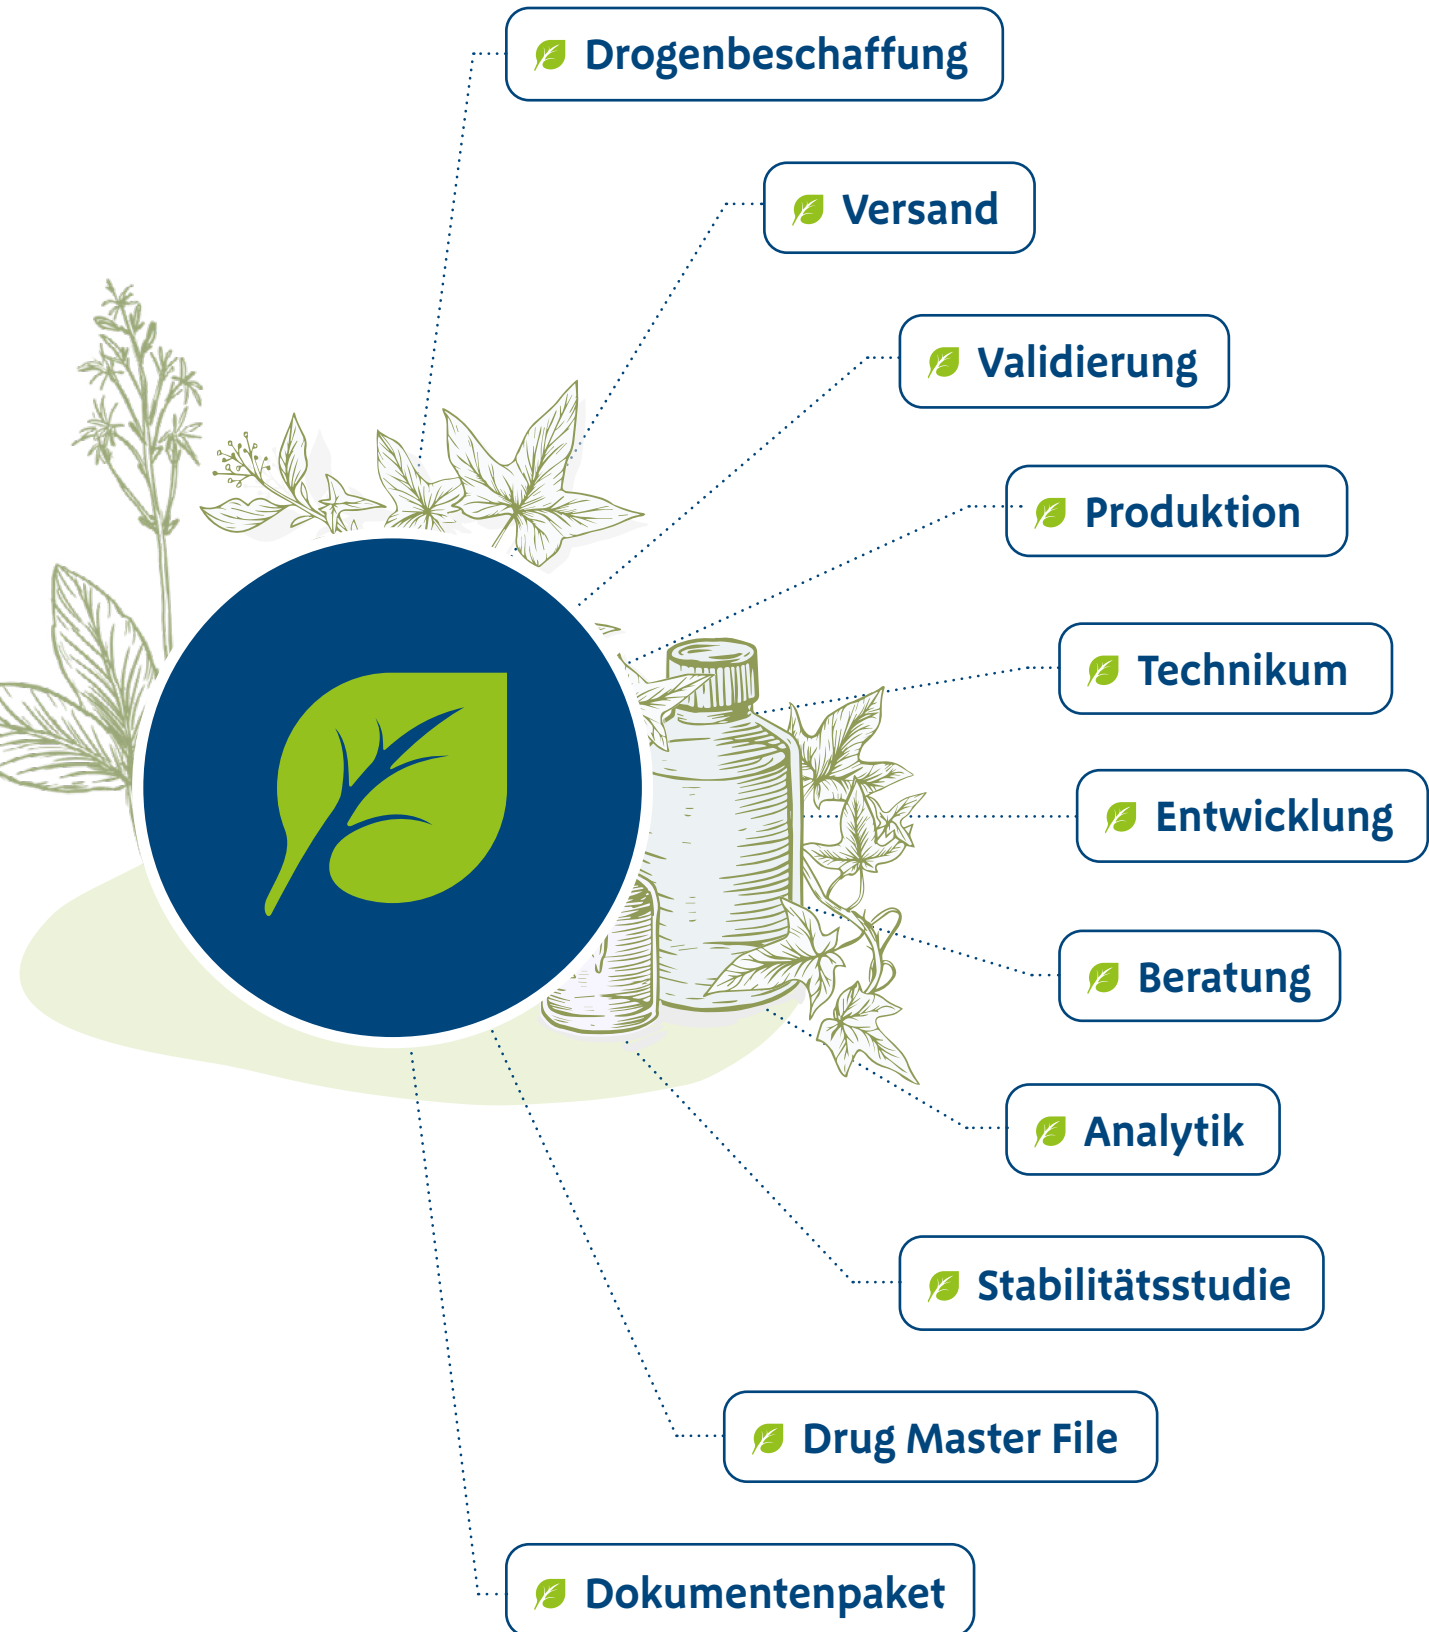 Drogenbeschaffung
Versand
Validierung
Produktion
Technikum
Entwicklung
Beratung
Analytik
Stabilitätsstudie
Drug Master File
Dokumentenpaket